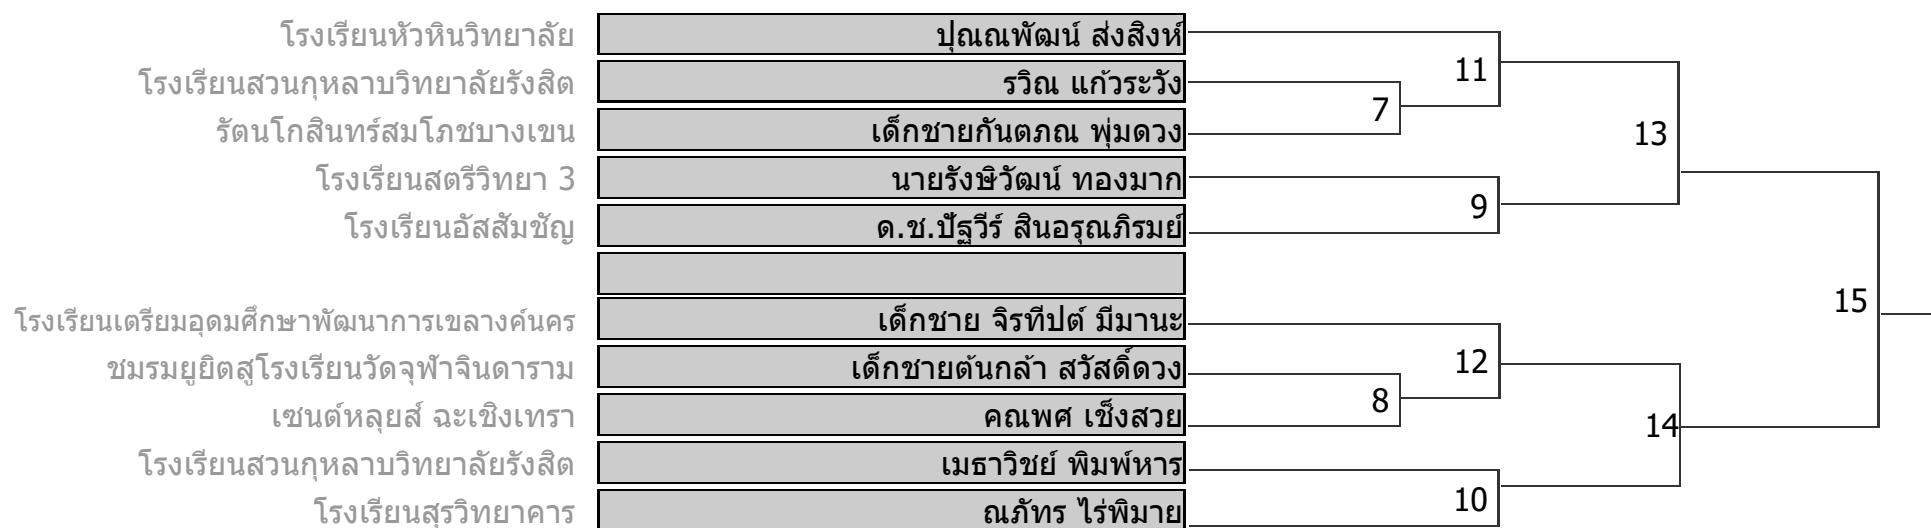 โรงเรียนหัวหินวิทยาลัย ปุณณพัฒน์ ส่งสิงห์
11
โรงเรียนสวนกุหลาบวิทยาลัยรังสิต รวิณ แก้วระวัง
7
รัตนโกสินทร์สมโภชบางเขน เด็กชายกันตภณ พุ่มดวง
13
โรงเรียนสตรีวิทยา 3 นายรังษิวัฒน์ ทองมาก
9
โรงเรียนอัสสัมชัญ ด.ช.ปัฐวีร์ สินอรุณภิรมย์
15
โรงเรียนเตรียมอุดมศึกษาพัฒนาการเขลางค์นคร เด็กชาย จิรทีปต์ มีมานะ
12
ชมรมยูยิตสูโรงเรียนวัดจุฬาจินดาราม เด็กชายต้นกล้า สวัสดิ์ดวง
8
เซนต์หลุยส์ ฉะเชิงเทรา คณพศ เช็งสวย
14
โรงเรียนสวนกุหลาบวิทยาลัยรังสิต เมธาวิชย์ พิมพ์หาร
10
โรงเรียนสุรวิทยาคาร ณภัทร ไร่พิมาย